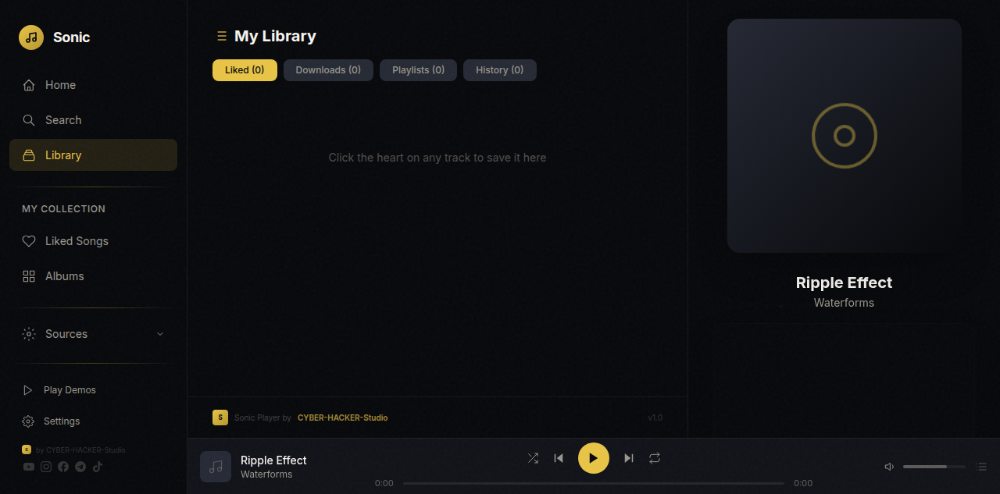 Sonic
Home
Search
Library
MY COLLECTION
Liked Songs
Albums
Sources
Play Demos
Settings
S by CYBER-HACKER-Studio
My Library
Liked (0) Downloads (0) Playlists (0) History (0)
Click the heart on any track to save it here
S Sonic Player by CYBER-HACKER-Studio v1.0
Ripple Effect
Waterforms
Ripple Effect
Waterforms
0:00 0:00